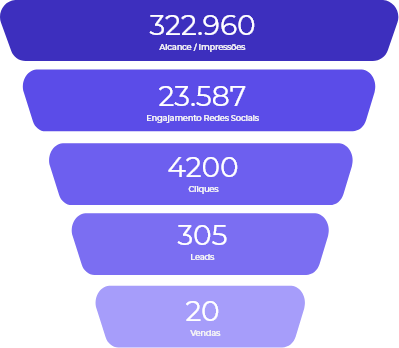 322.960
Alcance / Impressões
23.587
Engajamento Redes Sociais
4200
Cliques
305
Leads
20
Vendas